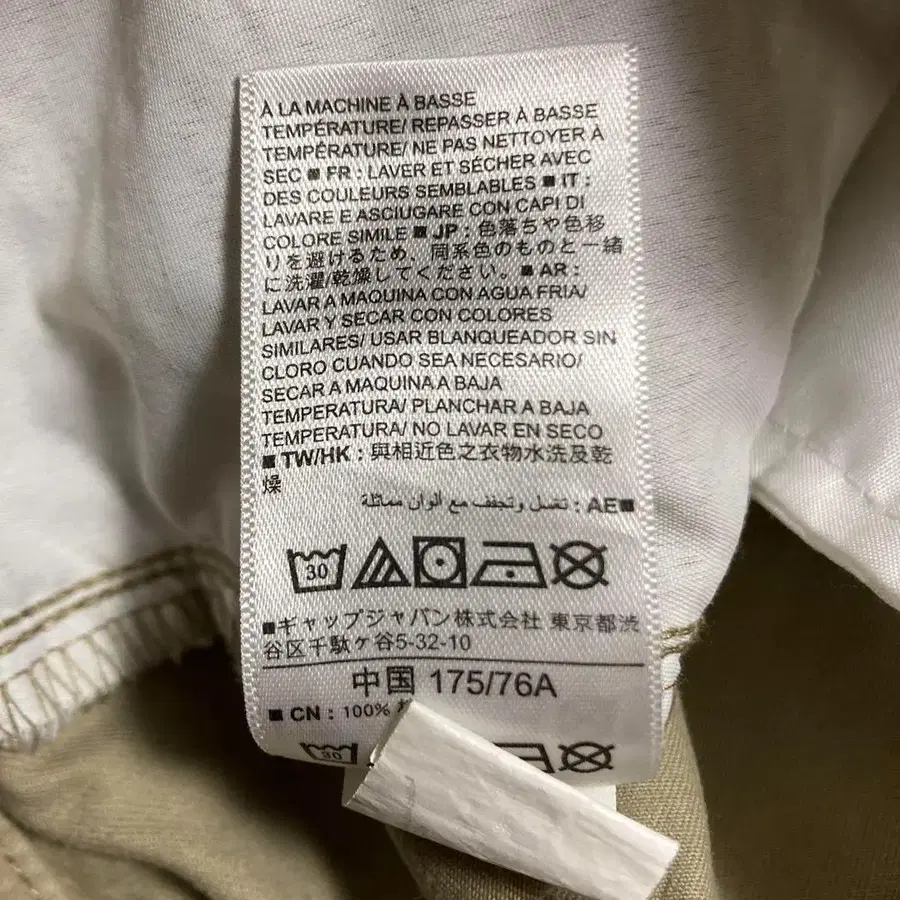 À LA MACHINE À BASSE
TEMPÉRATURE/ REPASSER À BASSE
TEMPÉRATURE/ NE PAS NETTOYER À
SEC ■ FR : LAVER ET SÉCHER AVEC
DES COULEURS SEMBLABLES ■ IT :
LAVARE E ASCIUGARE CON CAPI DI
COLORE SIMILE ■ JP : 色落ちや色移
りを避けるため、同系色のものと一緒
に洗濯/乾燥してください。■ AR :
LAVAR A MAQUINA CON AGUA FRIA/
LAVAR Y SECAR CON COLORES
SIMILARES/ USAR BLANQUEADOR SIN
CLORO CUANDO SEA NECESARIO/
SECAR A MAQUINA A BAJA
TEMPERATURA/ PLANCHAR A BAJA
TEMPERATURA/ NO LAVAR EN SECO
■ TW/HK : 與相近色之衣物水洗及乾
燥
■AE : تغسل وتجفف مع ألوان مماثلة
30
■ギャップジャパン株式会社 東京都渋
谷区千駄ヶ谷5-32-10
中国 175/76A
■ CN : 100%
30